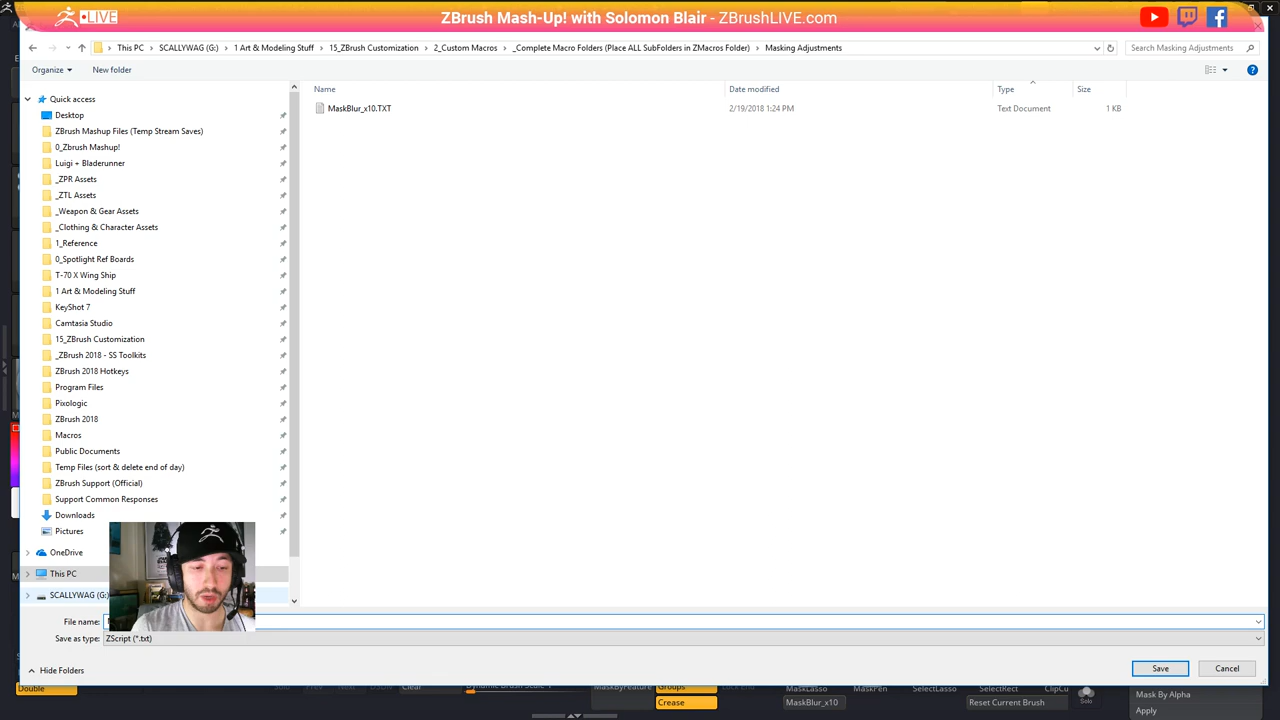 LIVE
ZBrush Mash-Up! with Solomon Blair - ZBrushLIVE.com
This PC > SCALLYWAG (G:) > 1 Art & Modeling Stuff > 15_ZBrush Customization > 2_Custom Macros > _Complete Macro Folders (Place ALL SubFolders in ZMacros Folder) > Masking Adjustments
Search Masking Adjustments
Organize
New folder
Name
Date modified
Type
Size
Quick access
MaskBlur_x10.TXT
2/19/2018 1:24 PM
Text Document
1 KB
Desktop
ZBrush Mashup Files (Temp Stream Saves)
0_Zbrush Mashup!
Luigi + Bladerunner
_ZPR Assets
_ZTL Assets
_Weapon & Gear Assets
_Clothing & Character Assets
1_Reference
0_Spotlight Ref Boards
T-70 X Wing Ship
1 Art & Modeling Stuff
KeyShot 7
Camtasia Studio
15_ZBrush Customization
_ZBrush 2018 - SS Toolkits
ZBrush 2018 Hotkeys
Program Files
Pixologic
ZBrush 2018
Macros
Public Documents
Temp Files (sort & delete end of day)
ZBrush Support (Official)
Support Common Responses
Downloads
Pictures
OneDrive
This PC
SCALLYWAG (G:)
File name:
Save as type:
ZScript (*.txt)
Hide Folders
Save
Cancel
Double
Clear
MaskByFeature
Groups
MaskLasso
MaskPen
SelectLasso
SelectRect
Mask By Alpha
Crease
MaskBlur_x10
Reset Current Brush
Solo
Apply